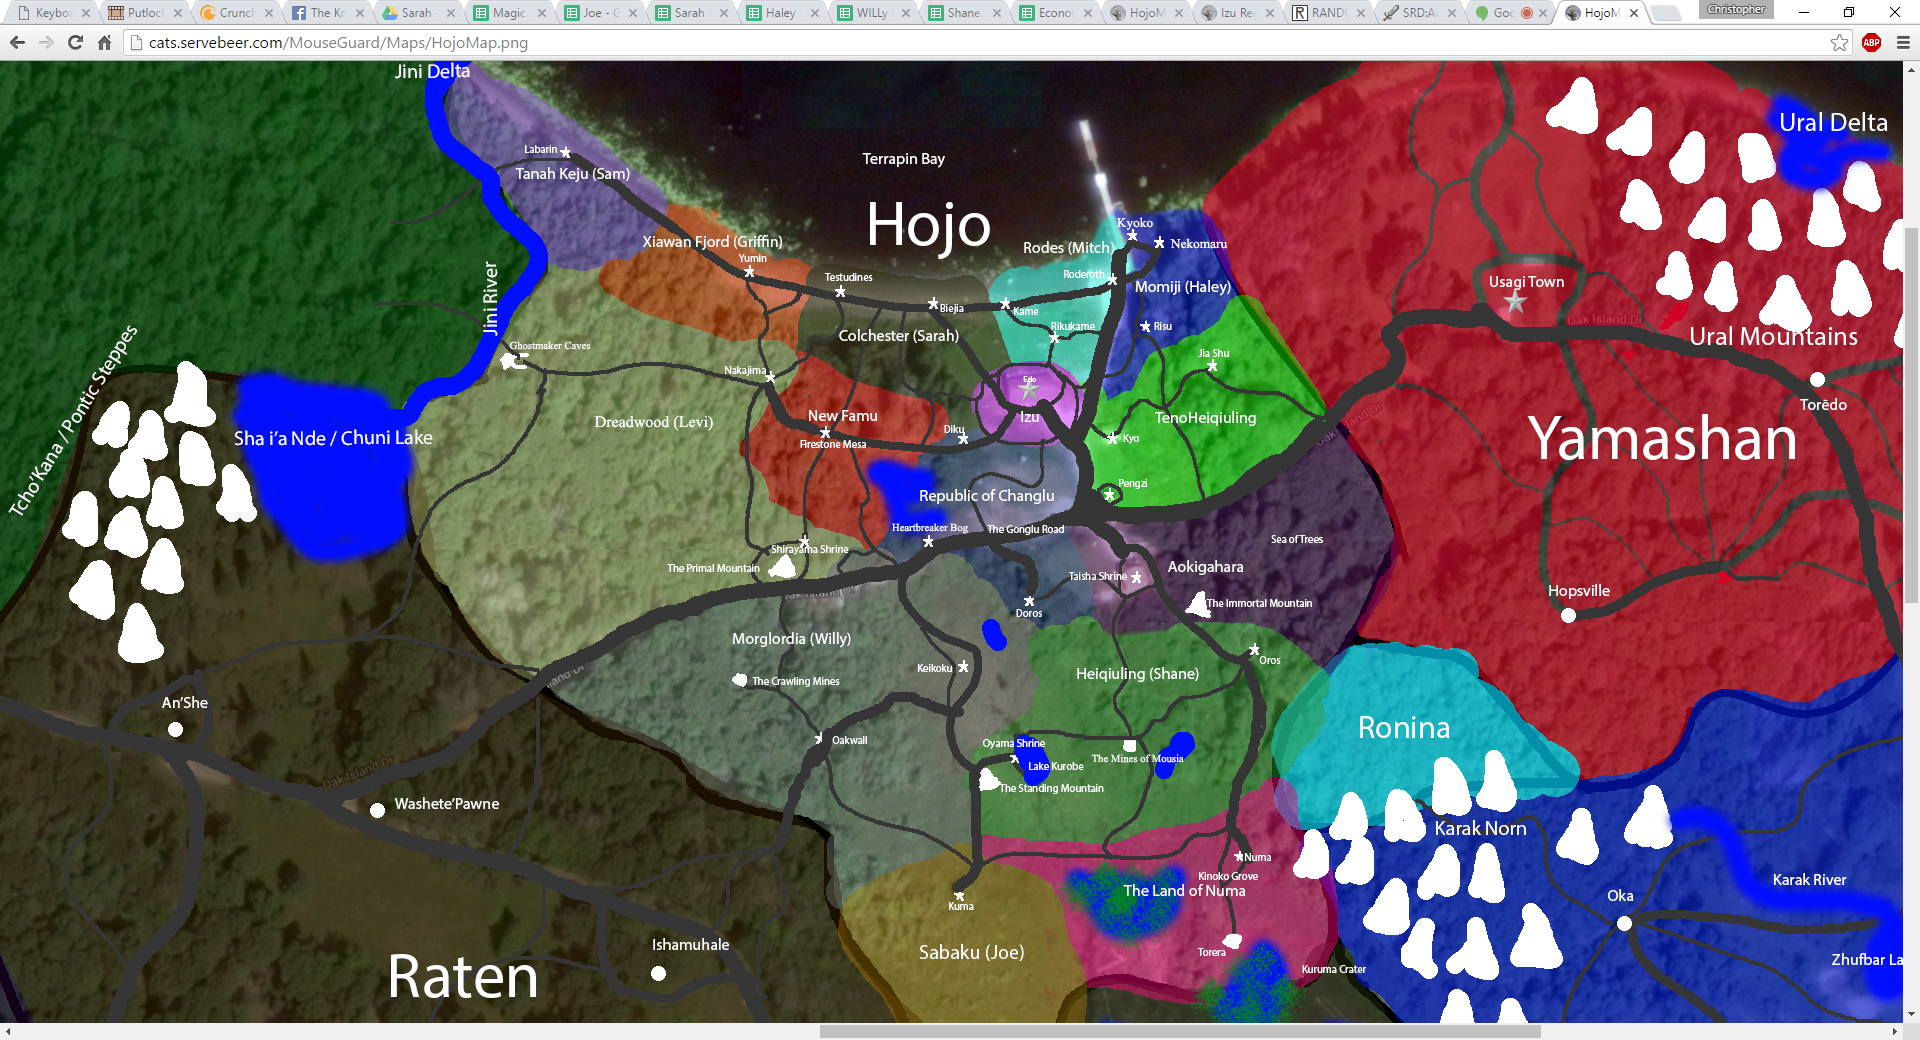 Keybo
Putlock
Crunch
The Kn
Sarah -
Magic
Joe - G
Sarah
Haley -
WILLy
Shane.
Econo
HojoM
Izu Re
RAND
SRD:A
Goo
HojoM
Christopher
cats.servebeer.com/MouseGuard/Maps/HojoMap.png
ABP
Jini Delta
Ural Delta
Labarin
Terrapin Bay
Tanah Keju (Sam)
Hojo
Kyoko
Xiawan Fjord (Griffin)
Rodes (Mitch)
Nekomaru
Yumin
Testudines
Roderoth
Momiji (Haley)
Usagi Town
Jini River
Biejia
Kame
Rikukame
Risu
Oak Island Dr
Ural Mountains
Colchester (Sarah)
Ghostmaker Caves
Jia Shu
Nakajima
Edo
Torēdo
Tcho'Kana / Pontic Steppes
Dreadwood (Levi)
New Famu
Izu
TenoHeiqiuling
Oak Island Dr
Yamashan
Sha i'a Nde / Chuni Lake
Firestone Mesa
Diku
Kyo
Pengzi
Republic of Changlu
Heartbreaker Bog
The Gonglu Road
Sea of Trees
Shirayama Shrine
The Primal Mountain
Taisha Shrine
Aokigahara
Hopsville
The Immortal Mountain
Doros
Morglordia (Willy)
Keikoku
Oros
Heiqiuling (Shane)
The Crawling Mines
An'She
Ronina
Oakwall
Oyama Shrine
The Mines of Mousia
Lake Kurobe
Oak Island Dr
The Standing Mountain
Washete'Pawne
Karak Norn
Numa
Kinoko Grove
The Land of Numa
Karak River
Kuma
Oka
Ishamuhale
Sabaku (Joe)
Torera
Zhufbar La
Kuruma Crater
Raten